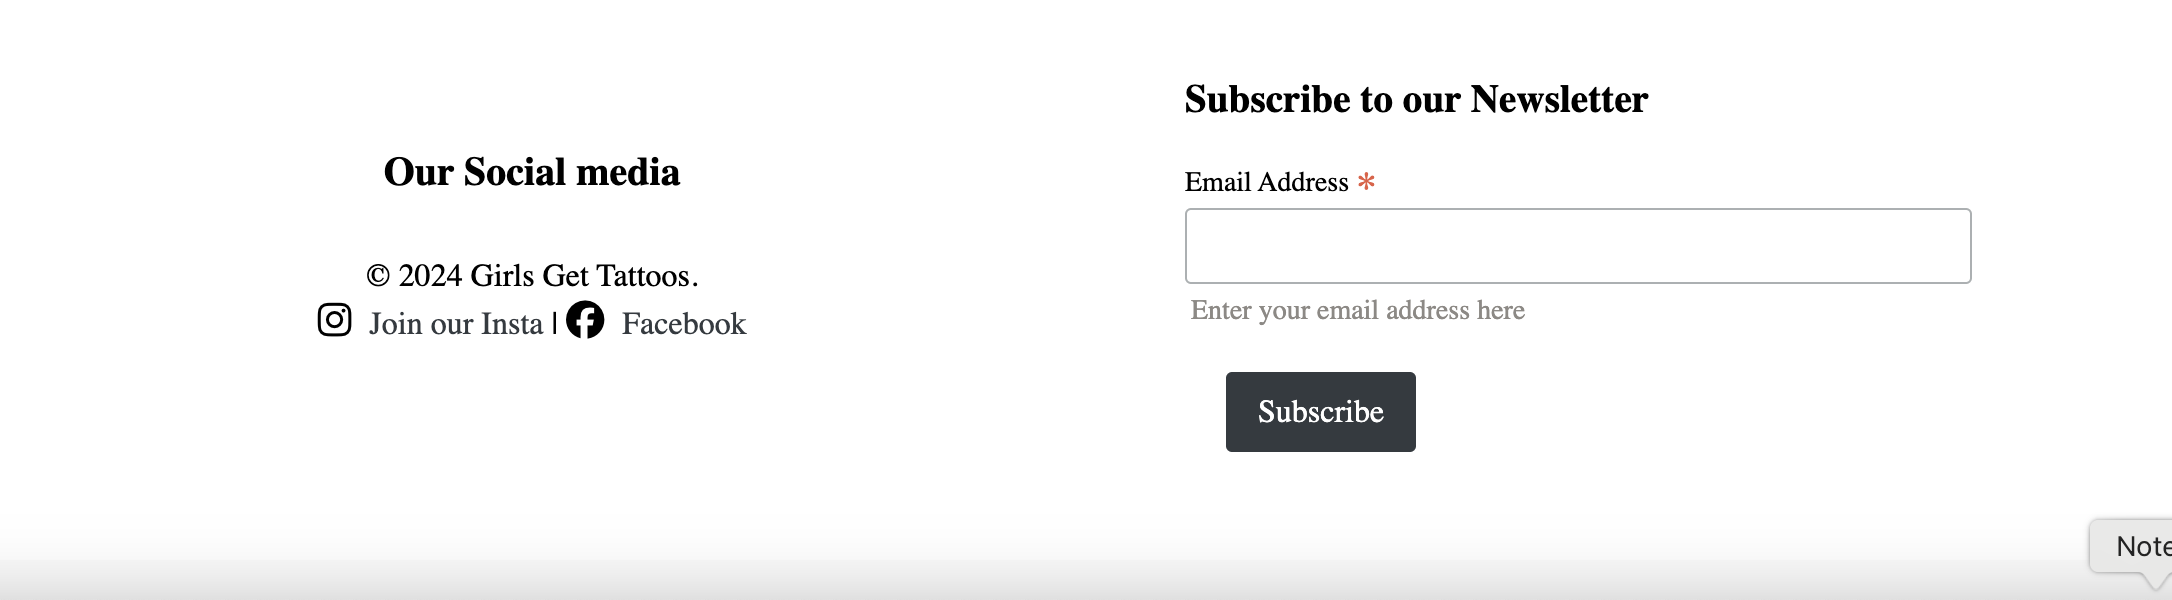 Our Social media
© 2024 Girls Get Tattoos.
Join our Insta | Facebook
Subscribe to our Newsletter
Email Address *
Enter your email address here
Subscribe